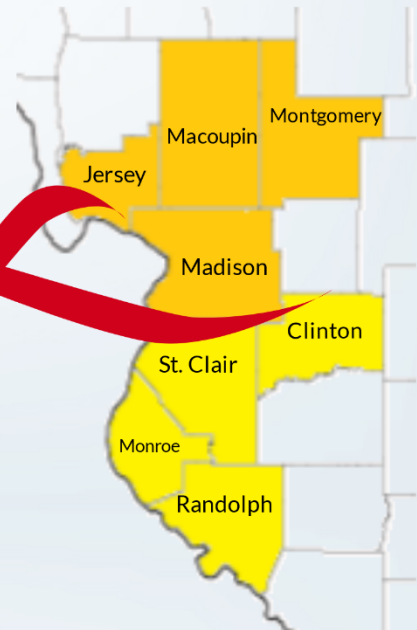 Montgomery
Macoupin
Jersey
Madison
Clinton
St. Clair
Monroe
Randolph